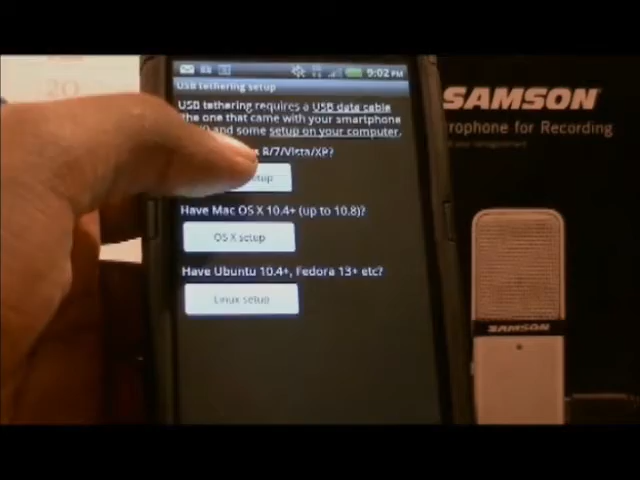 20
9:02 PM
USB tethering setup
USB tethering requires a USB data cable
the one that came with your smartphone
and some setup on your computer.
8/7/Vista/XP?
Have Mac OS X 10.4+ (up to 10.8)?
OS X setup
Have Ubuntu 10.4+, Fedora 13+ etc?
Linux setup
SAMSON
rophone for Recording
SAMSON